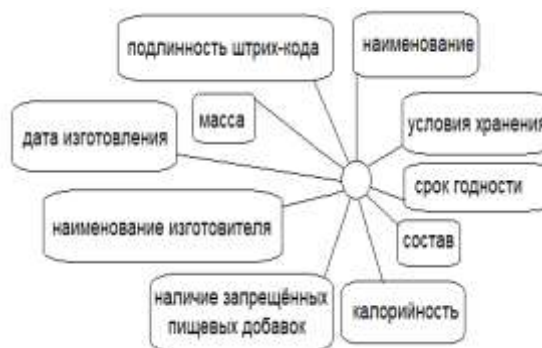 подлинность штрих-кода
наименование
масса
условия хранения
дата изготовления
срок годности
наименование изготовителя
состав
наличие запрещённых
пищевых добавок
калорийность